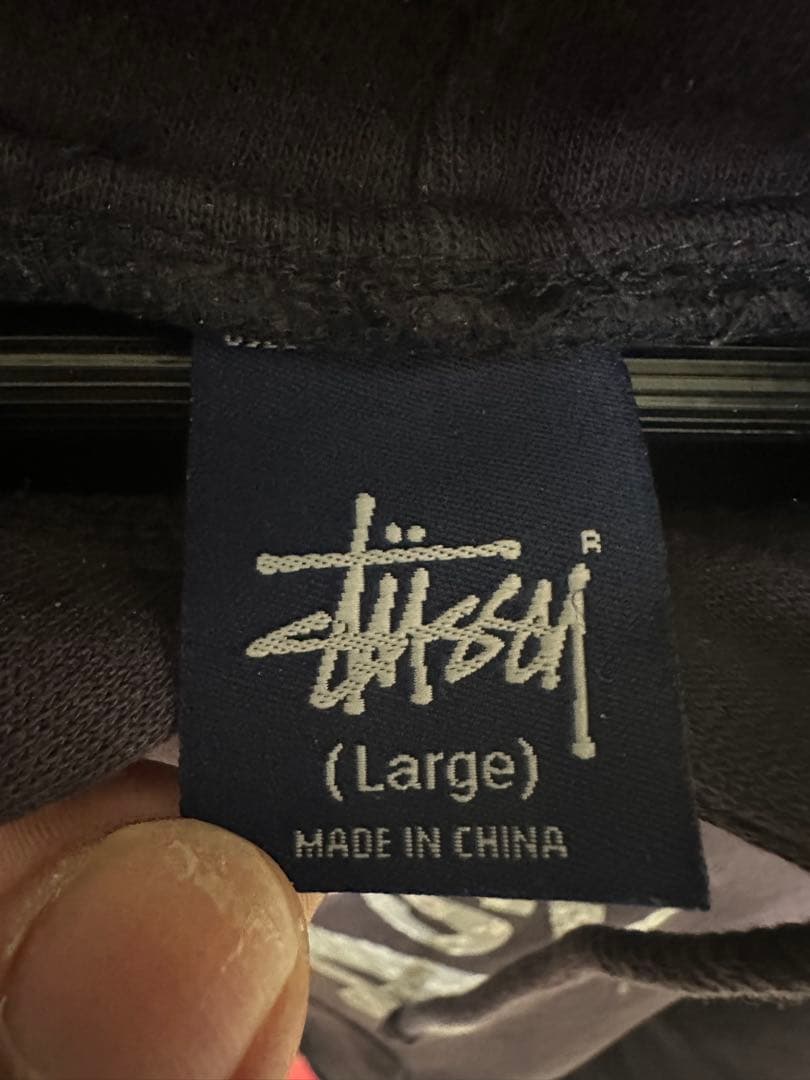 Stüssy
R
(Large)
MADE IN CHINA